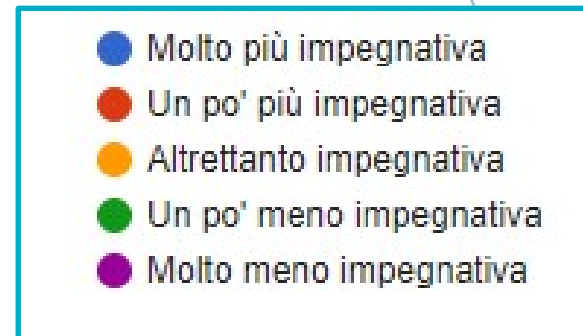 Molto più impegnativa
Un po' più impegnativa
Altrettanto impegnativa
Un po' meno impegnativa
Molto meno impegnativa